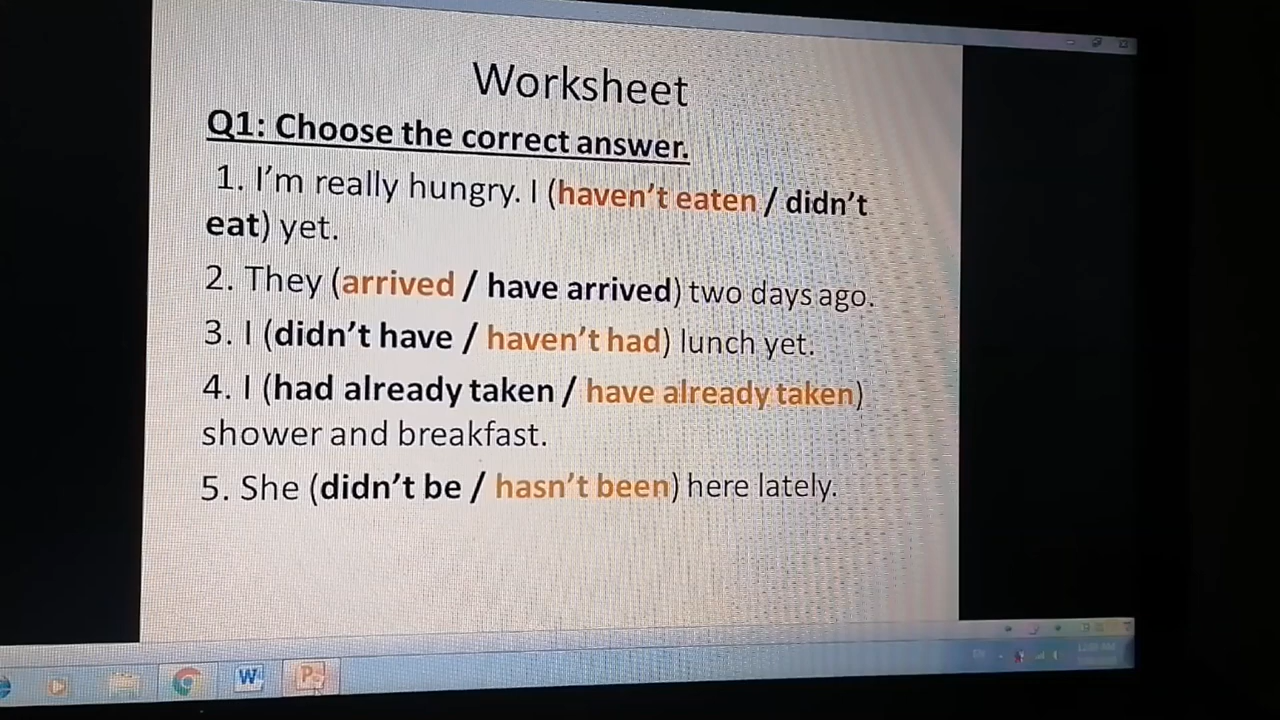 Worksheet
Q1: Choose the correct answer.
1. I'm really hungry. I (haven't eaten / didn't
eat) yet.
2. They (arrived / have arrived) two days ago.
3. I (didn't have / haven't had) lunch yet.
4. I (had already taken / have already taken)
shower and breakfast.
5. She (didn't be / hasn't been) here lately.